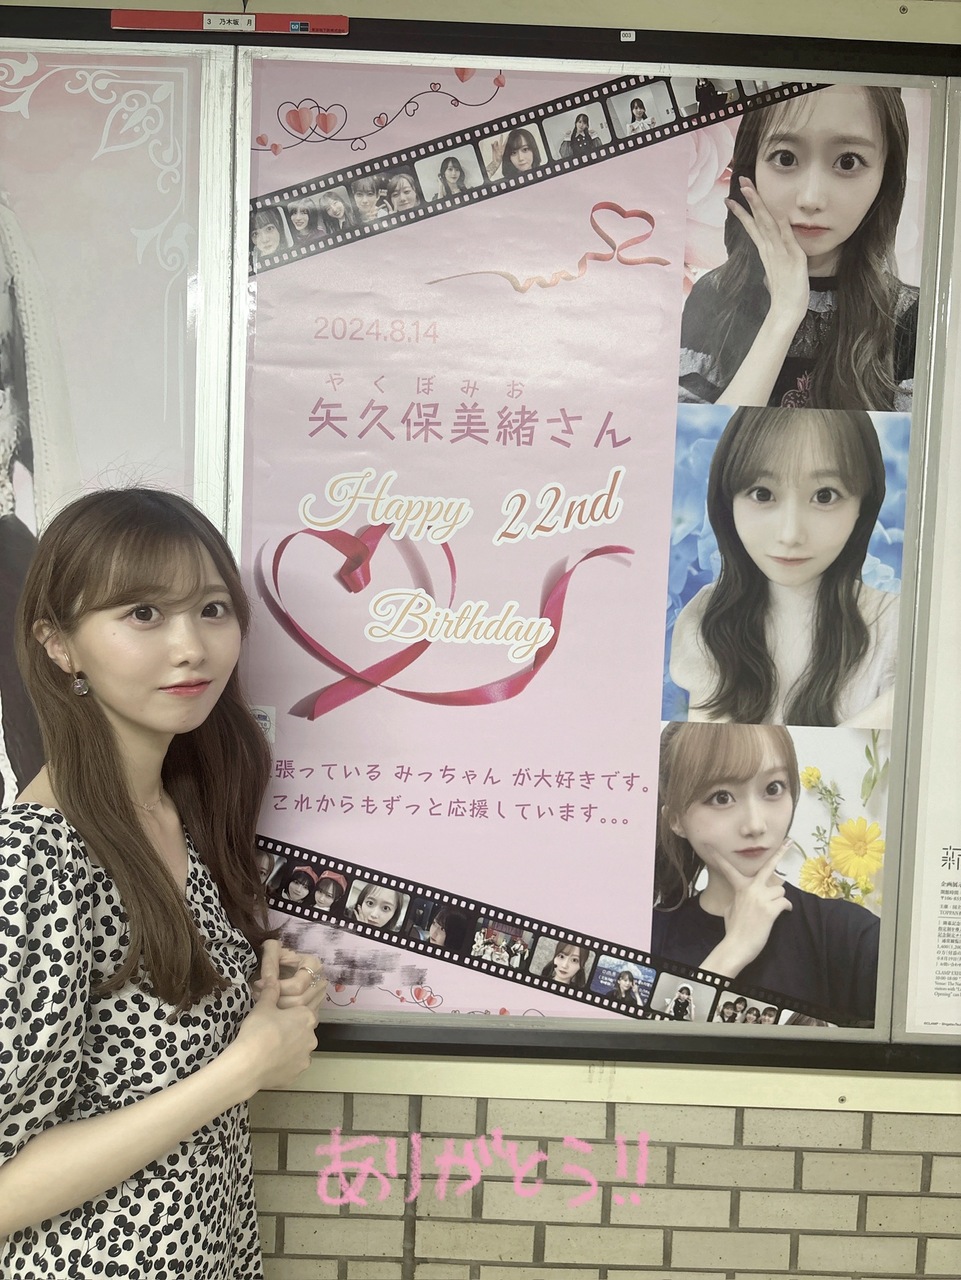 3 乃木坂 月
003
2024.8.14
やくぼみお
矢久保美緒さん
Happy 22nd
Birthday
張っている みっちゃん が大好きです。
これからもずっと応援しています。。。
ありがとう!!